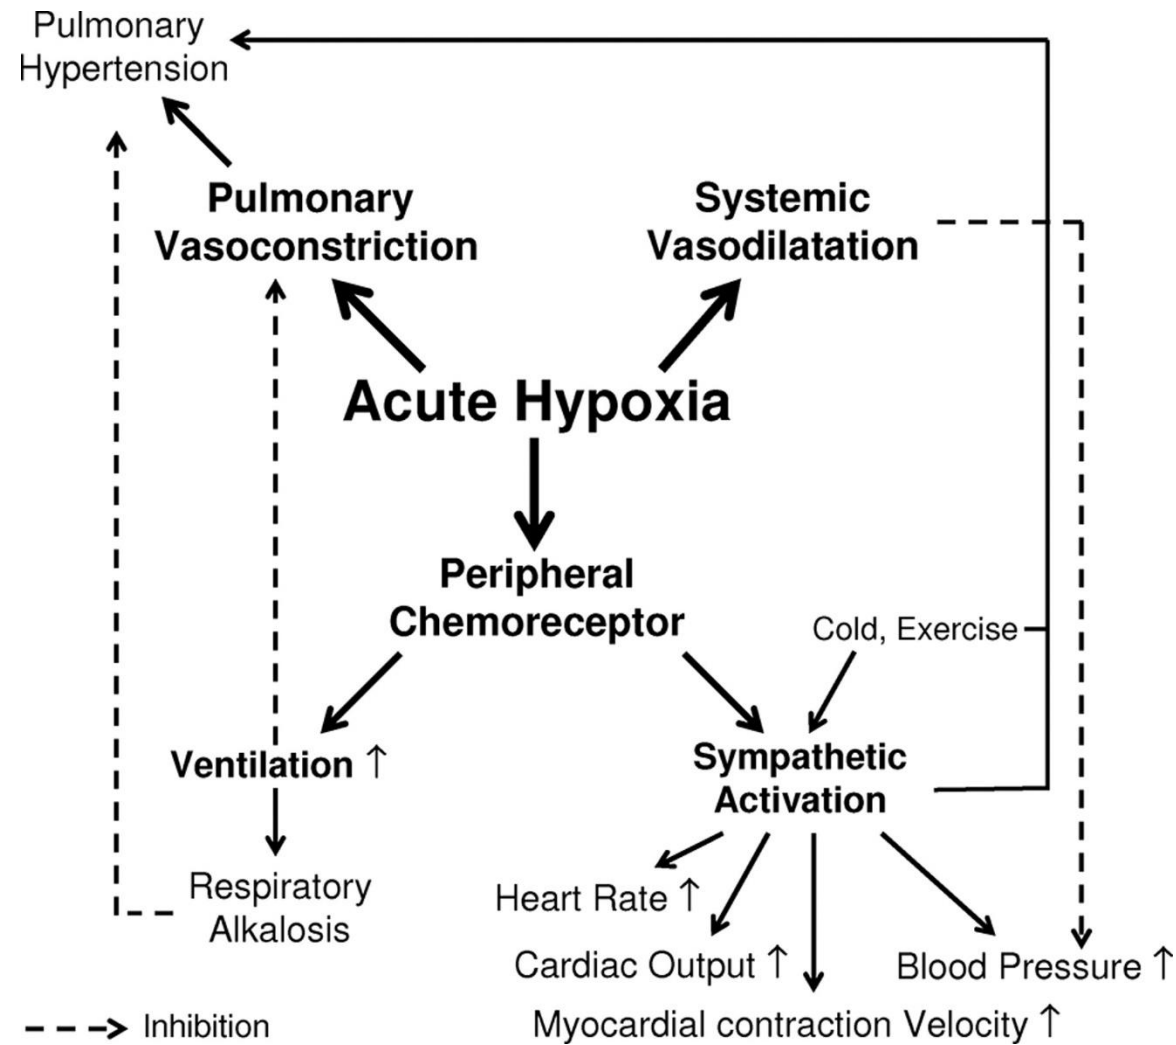 Pulmonary
Hypertension
Pulmonary
Vasoconstriction
Systemic
Vasodilatation
Acute Hypoxia
Peripheral
Chemoreceptor
Cold, Exercise
Ventilation ↑
Sympathetic
Activation
Respiratory
Alkalosis
Heart Rate ↑
Cardiac Output ↑
Blood Pressure ↑
Myocardial contraction Velocity ↑
Inhibition